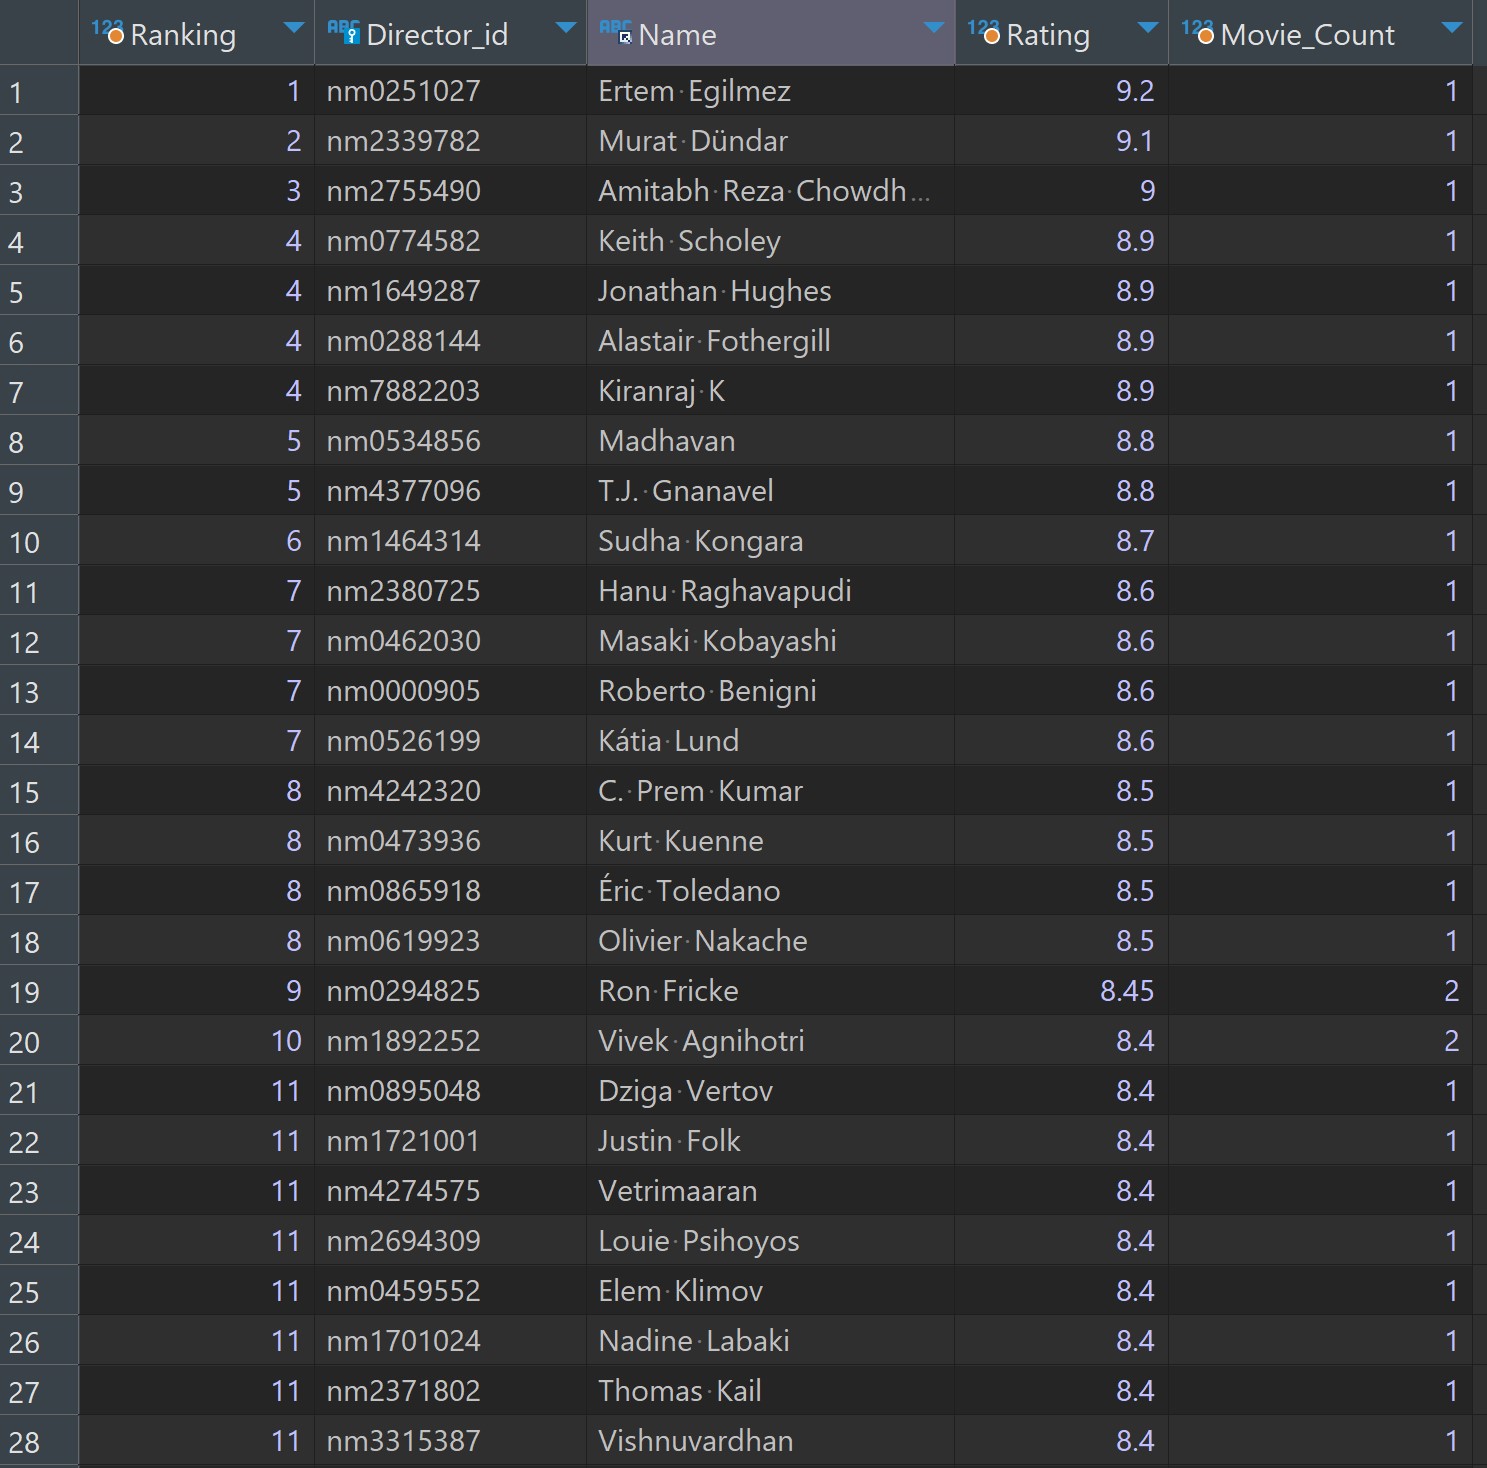 123 Ranking ABC Director_id ABC Name 123 Rating 123 Movie_Count
1 1 nm0251027 Ertem·Egilmez 9.2 1
2 2 nm2339782 Murat·Dündar 9.1 1
3 3 nm2755490 Amitabh·Reza·Chowdh... 9 1
4 4 nm0774582 Keith·Scholey 8.9 1
5 4 nm1649287 Jonathan·Hughes 8.9 1
6 4 nm0288144 Alastair·Fothergill 8.9 1
7 4 nm7882203 Kiranraj·K 8.9 1
8 5 nm0534856 Madhavan 8.8 1
9 5 nm4377096 T.J.·Gnanavel 8.8 1
10 6 nm1464314 Sudha·Kongara 8.7 1
11 7 nm2380725 Hanu·Raghavapudi 8.6 1
12 7 nm0462030 Masaki·Kobayashi 8.6 1
13 7 nm0000905 Roberto·Benigni 8.6 1
14 7 nm0526199 Kátia·Lund 8.6 1
15 8 nm4242320 C.·Prem·Kumar 8.5 1
16 8 nm0473936 Kurt·Kuenne 8.5 1
17 8 nm0865918 Éric·Toledano 8.5 1
18 8 nm0619923 Olivier·Nakache 8.5 1
19 9 nm0294825 Ron·Fricke 8.45 2
20 10 nm1892252 Vivek·Agnihotri 8.4 2
21 11 nm0895048 Dziga·Vertov 8.4 1
22 11 nm1721001 Justin·Folk 8.4 1
23 11 nm4274575 Vetrimaaran 8.4 1
24 11 nm2694309 Louie·Psihoyos 8.4 1
25 11 nm0459552 Elem·Klimov 8.4 1
26 11 nm1701024 Nadine·Labaki 8.4 1
27 11 nm2371802 Thomas·Kail 8.4 1
28 11 nm3315387 Vishnuvardhan 8.4 1